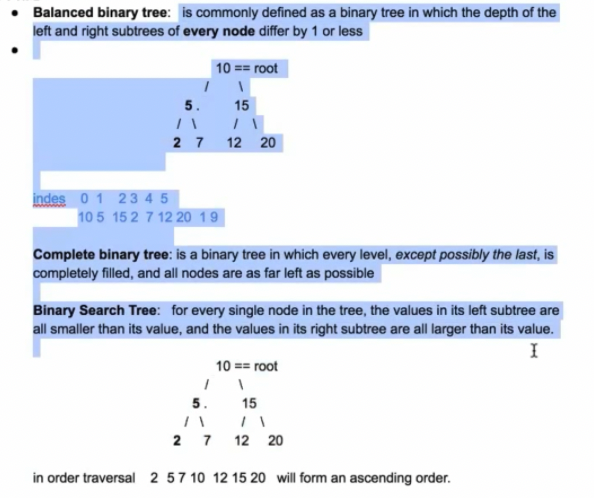 • Balanced binary tree: is commonly defined as a binary tree in which the depth of the
left and right subtrees of every node differ by 1 or less
•
10 == root
/ \
5 . 15
/ \ / \
2 7 12 20
indes 0 1 2 3 4 5
10 5 15 2 7 12 20 1 9
Complete binary tree: is a binary tree in which every level, except possibly the last, is
completely filled, and all nodes are as far left as possible
Binary Search Tree: for every single node in the tree, the values in its left subtree are
all smaller than its value, and the values in its right subtree are all larger than its value.
10 == root
/ \
5 . 15
/ \ / \
2 7 12 20
in order traversal 2 5 7 10 12 15 20 will form an ascending order.